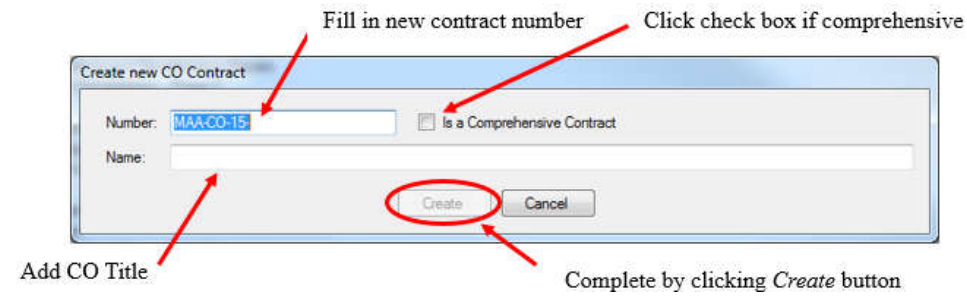 Fill in new contract number Click check box if comprehensive
Create new CO Contract
Number: MAA-CO-15- Is a Comprehensive Contract
Name:
Create Cancel
Add CO Title
Complete by clicking Create button